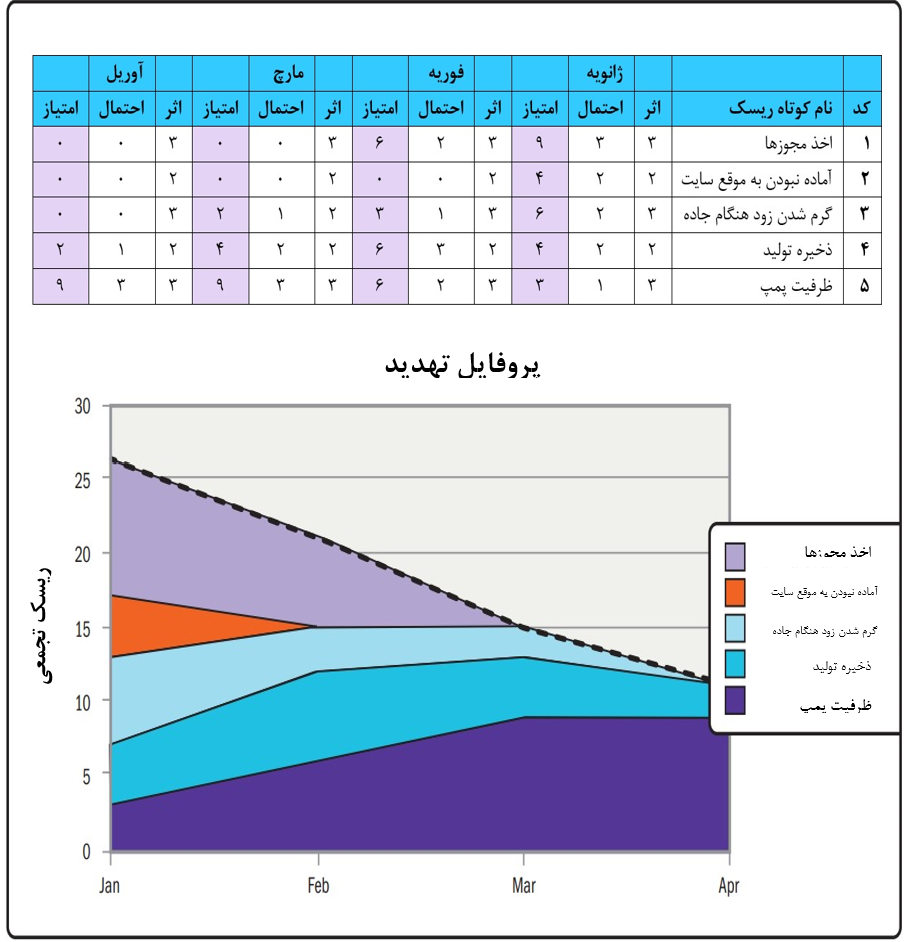 ژانویه فوریه مارچ آوریل
کد نام کوتاه ریسک اثر احتمال امتیاز اثر احتمال امتیاز اثر احتمال امتیاز اثر احتمال امتیاز
۱ اخذ مجوزها ۳ ۳ ۹ ۳ ۲ ۶ ۳ ۰ ۰ ۳ ۰ ۰
۲ آماده نبودن به موقع سایت ۲ ۲ ۴ ۲ ۰ ۰ ۲ ۰ ۰ ۲ ۰ ۰
۳ گرم شدن زود هنگام جاده ۳ ۲ ۶ ۳ ۱ ۳ ۲ ۱ ۲ ۳ ۰ ۰
۴ ذخیره تولید ۲ ۲ ۴ ۲ ۳ ۶ ۲ ۲ ۴ ۲ ۱ ۲
۵ ظرفیت پمپ ۳ ۱ ۳ ۳ ۲ ۶ ۳ ۳ ۹ ۳ ۳ ۹
پروفایل تهدید
30
25
20
15
10
5
0
ریسک تجمعی
Jan Feb Mar Apr
اخذ مجوزها
آماده نبودن به موقع سایت
گرم شدن زود هنگام جاده
ذخیره تولید
ظرفیت پمپ